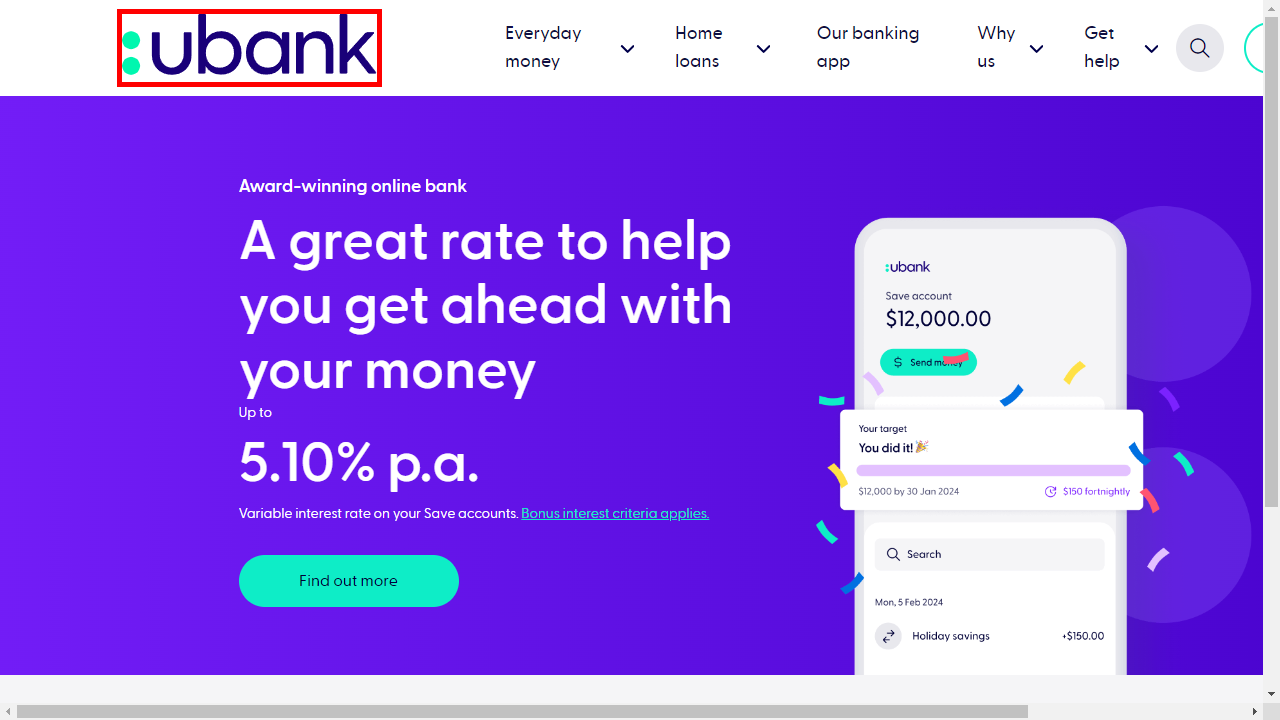 ubank
Everyday money
Home loans
Our banking app
Why us
Get help
Award-winning online bank
A great rate to help
you get ahead with
your money
Up to
5.10% p.a.
Variable interest rate on your Save accounts. Bonus interest criteria applies.
Find out more
ubank
Save account
$12,000.00
$ Send money
Your target
You did it!
$12,000 by 30 Jan 2024
$150 fortnightly
Search
Mon, 5 Feb 2024
Holiday savings
+$150.00